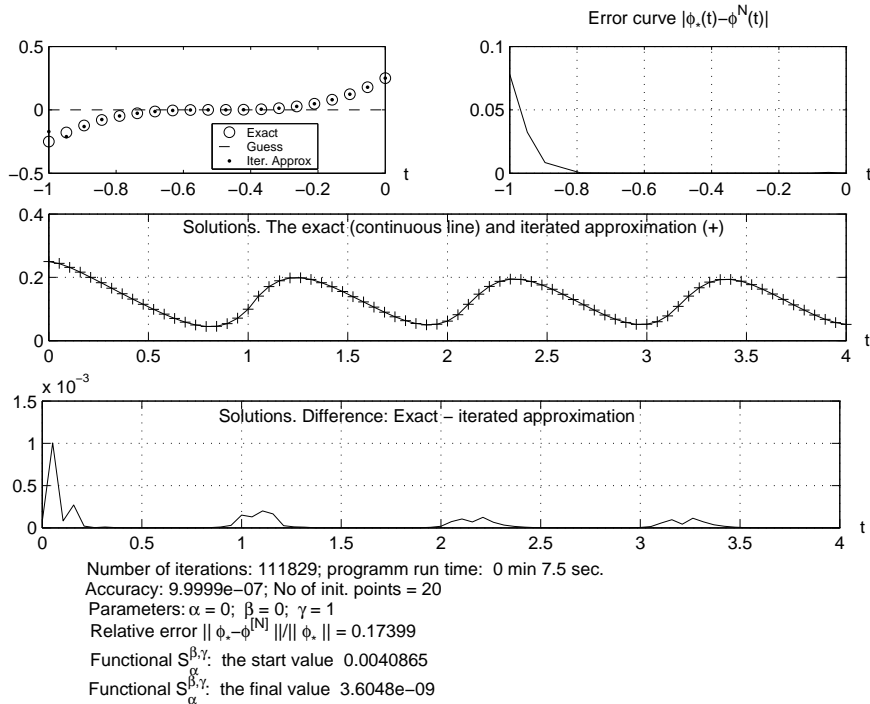 Error curve |ϕ*(t)−ϕ^N(t)|
0.5
0
−0.5
−1 −0.8 −0.6 −0.4 −0.2 0
t
Exact
Guess
Iter. Approx
0.1
0.05
0
−1 −0.8 −0.6 −0.4 −0.2 0
t
Solutions. The exact (continuous line) and iterated approximation (+)
0.4
0.2
0
0 0.5 1 1.5 2 2.5 3 3.5 4
t
x 10^−3
Solutions. Difference: Exact − iterated approximation
1.5
1
0.5
0
0 0.5 1 1.5 2 2.5 3 3.5 4
t
Number of iterations: 111829; programm run time: 0 min 7.5 sec.
Accuracy: 9.9999e−07; No of init. points = 20
Parameters: α = 0; β = 0; γ = 1
Relative error || ϕ*−ϕ^[N] ||/|| ϕ* || = 0.17399
Functional S_α^β,γ: the start value 0.0040865
Functional S_α^β,γ: the final value 3.6048e−09